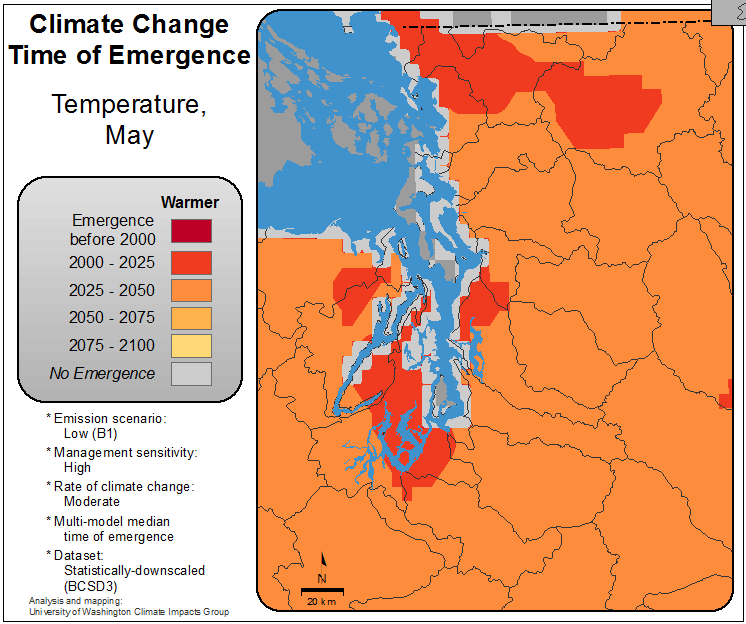 Climate Change
Time of Emergence
Temperature,
May
Warmer
Emergence
before 2000
2000 - 2025
2025 - 2050
2050 - 2075
2075 - 2100
No Emergence
* Emission scenario:
Low (B1)
* Management sensitivity:
High
* Rate of climate change:
Moderate
* Multi-model median
time of emergence
* Dataset:
Statistically-downscaled
(BCSD3)
Analysis and mapping:
University of Washington Climate Impacts Group
N
20 km